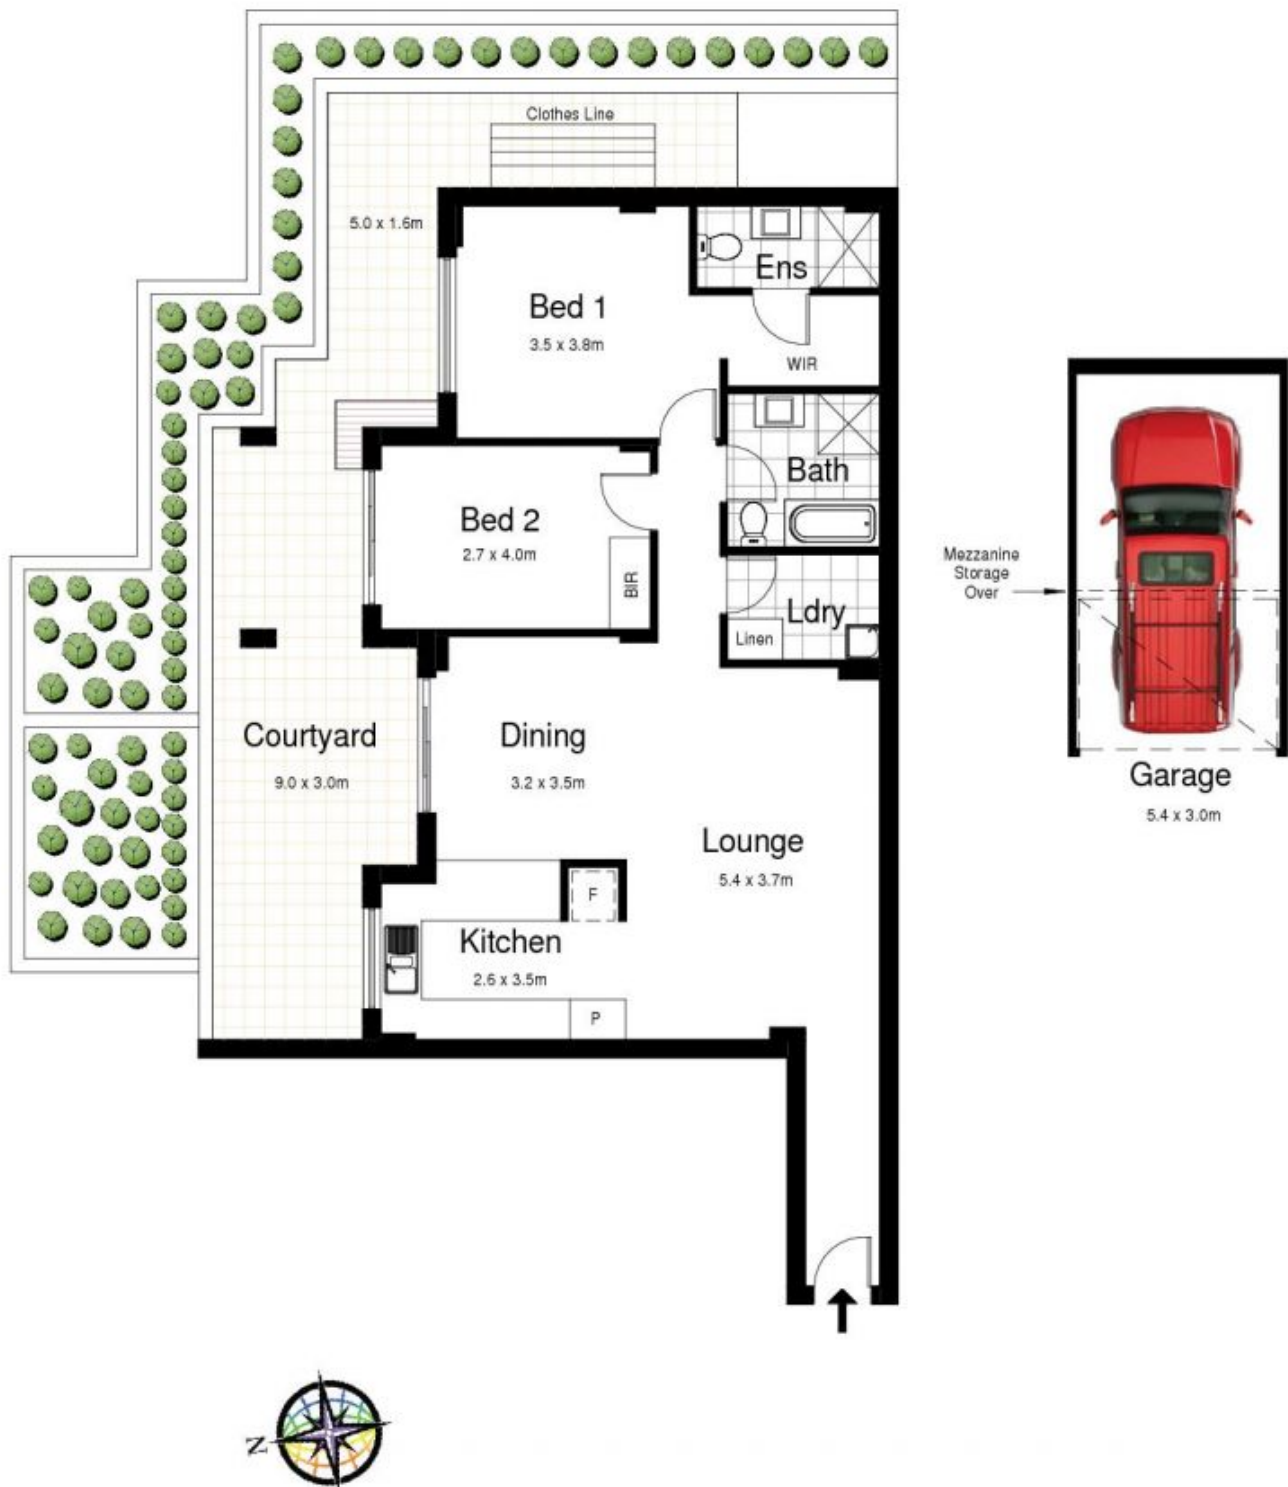 Clothes Line
5.0 x 1.6m
Ens
Bed 1
3.5 x 3.8m
WIR
Bath
Bed 2
2.7 x 4.0m
BIR
Mezzanine
Storage
Over
Ldry
Linen
Courtyard
9.0 x 3.0m
Dining
3.2 x 3.5m
Garage
5.4 x 3.0m
Lounge
5.4 x 3.7m
F
Kitchen
2.6 x 3.5m
P
N